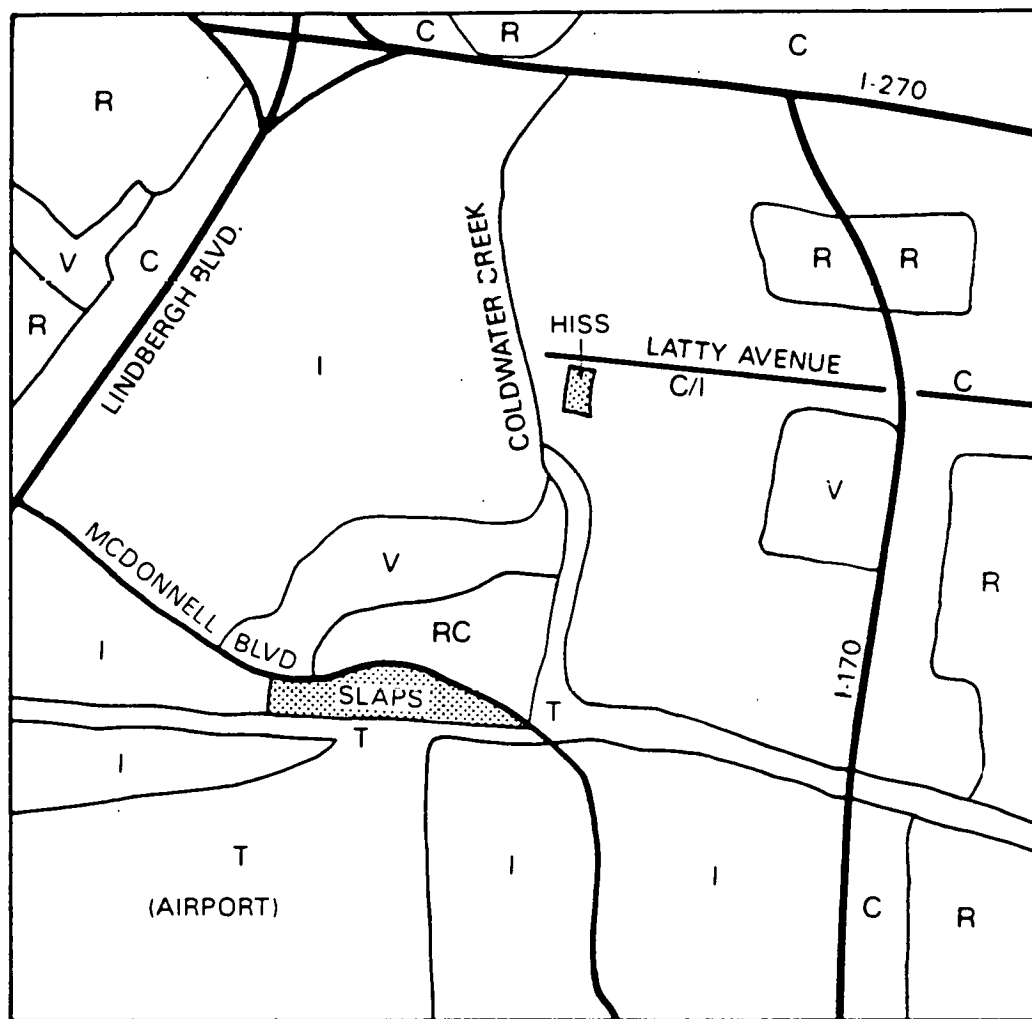 C
R
C
I-270
R
COLDWATER CREEK
R
R
V
C
LINDBERGH BLVD.
R
HISS
LATTY AVENUE
I
C/I
C
V
MCDONNELL BLVD
V
R
RC
I
I-170
SLAPS
T
T
I
T
(AIRPORT)
I
I
C
R